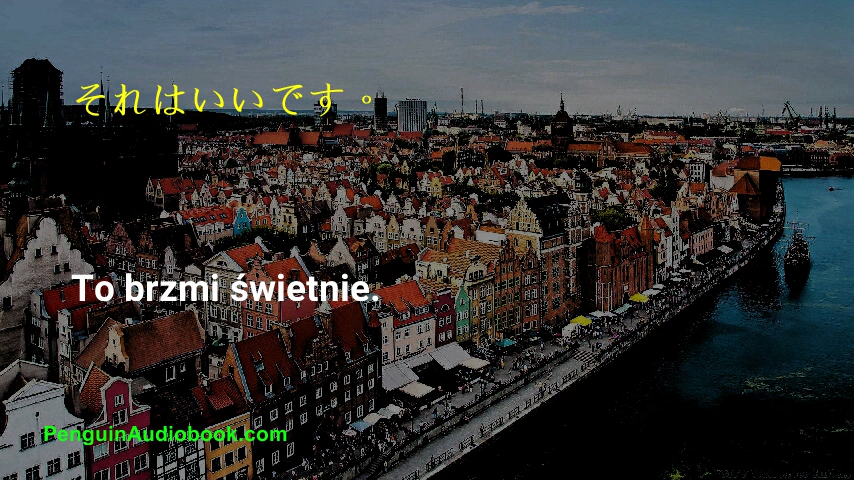 それはいいです。
To brzmi świetnie.
PenguinAudiobook.com